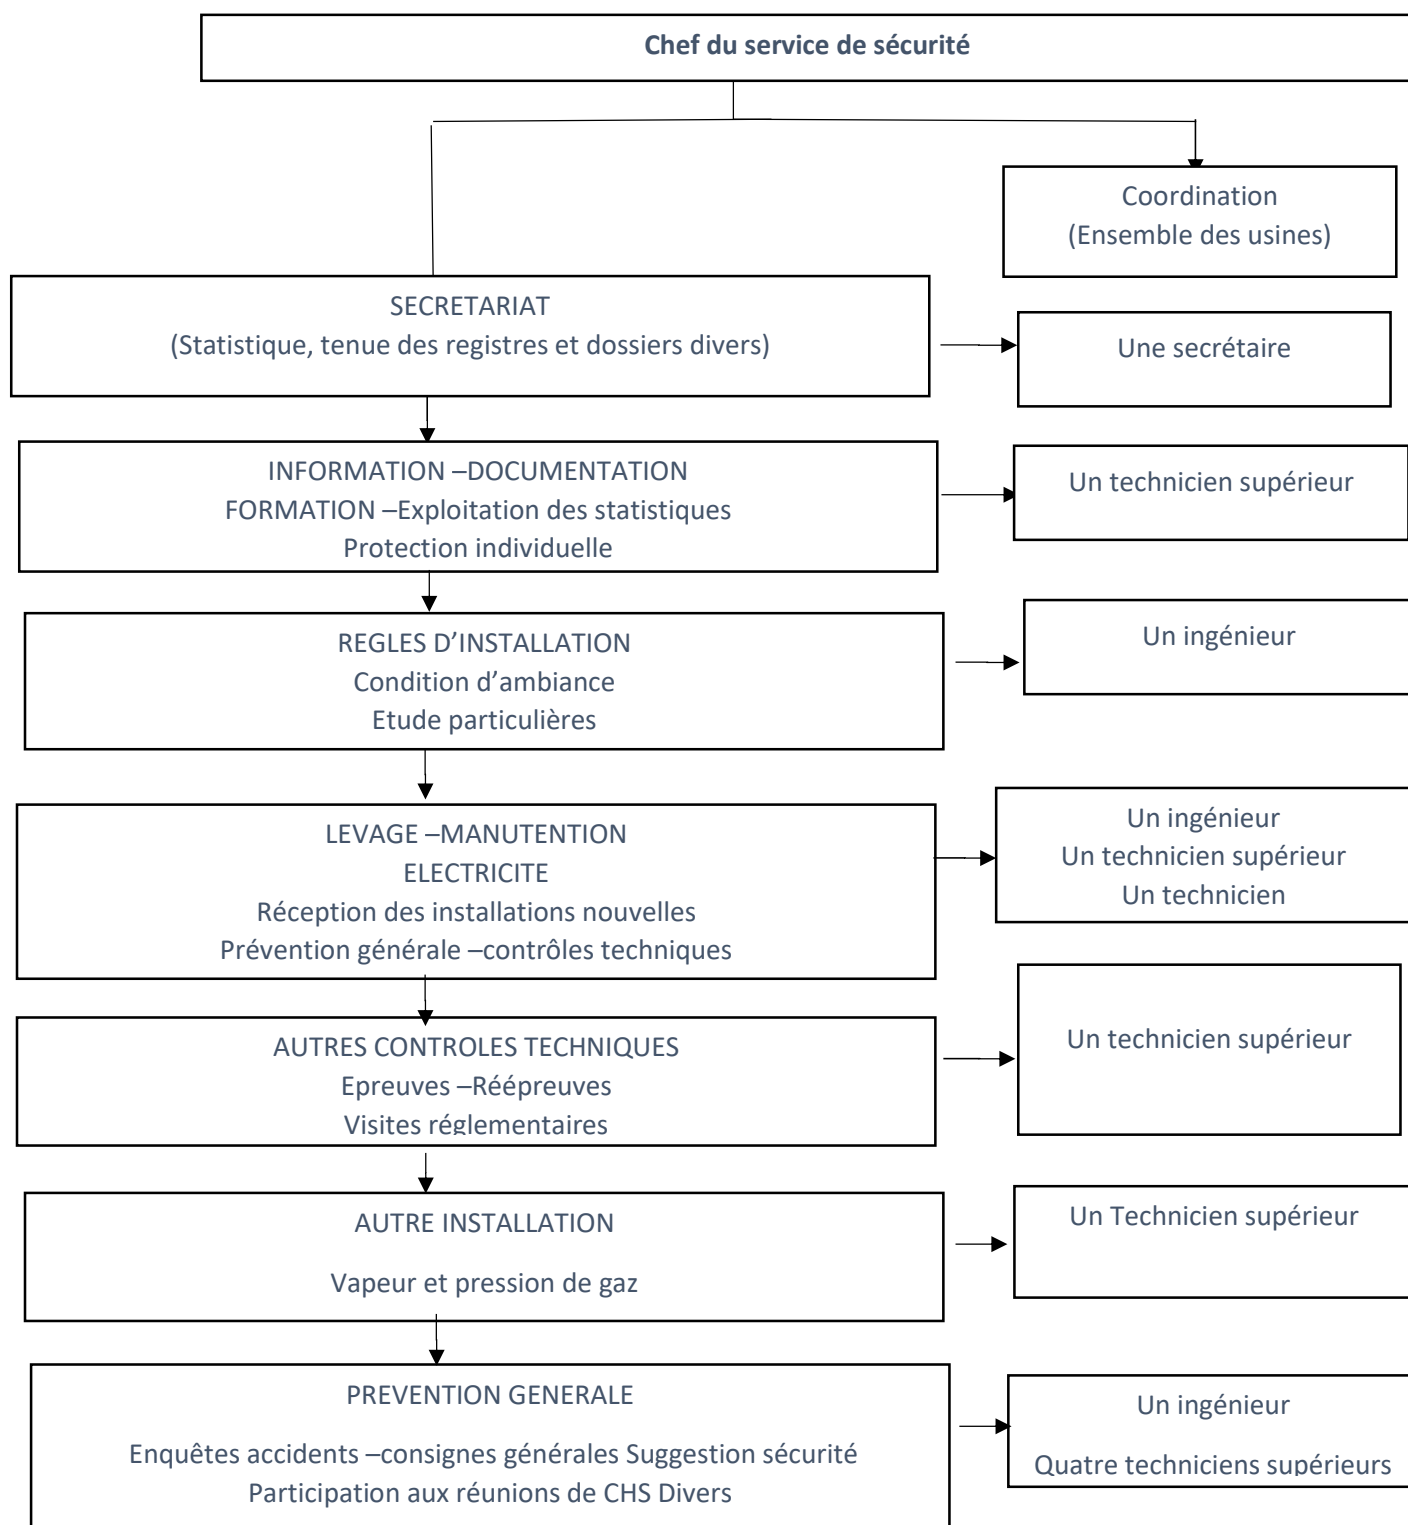 Chef du service de sécurité
Coordination
(Ensemble des usines)
SECRETARIAT
(Statistique, tenue des registres et dossiers divers)
Une secrétaire
INFORMATION –DOCUMENTATION
FORMATION –Exploitation des statistiques
Protection individuelle
Un technicien supérieur
REGLES D’INSTALLATION
Condition d’ambiance
Etude particulières
Un ingénieur
LEVAGE –MANUTENTION
ELECTRICITE
Réception des installations nouvelles
Prévention générale –contrôles techniques
Un ingénieur
Un technicien supérieur
Un technicien
AUTRES CONTROLES TECHNIQUES
Epreuves –Réépreuves
Visites réglementaires
Un technicien supérieur
AUTRE INSTALLATION
Vapeur et pression de gaz
Un Technicien supérieur
PREVENTION GENERALE
Enquêtes accidents –consignes générales Suggestion sécurité
Participation aux réunions de CHS Divers
Un ingénieur
Quatre techniciens supérieurs